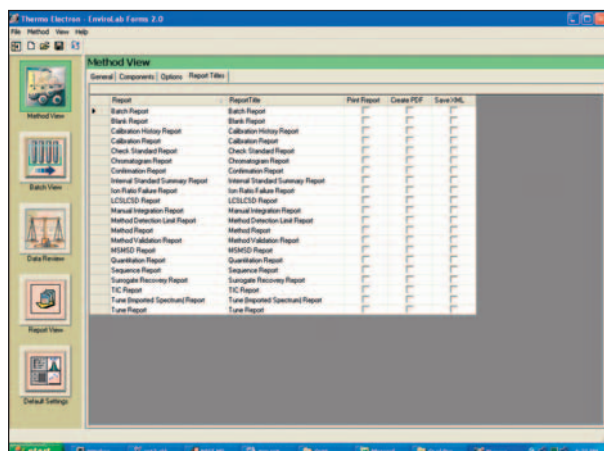 Thermo Electron - EnviroLab Forms 2.0
File Method View Help
Method View
General Components Options Report Titles
Report ReportTitle Print Report Create PDF Save XML
Batch Report Batch Report
Blank Report Blank Report
Calibration History Report Calibration History Report
Calibration Report Calibration Report
Check Standard Report Check Standard Report
Chromatogram Report Chromatogram Report
Confirmation Report Confirmation Report
Internal Standard Summary Report Internal Standard Summary Report
Ion Ratio Failure Report Ion Ratio Failure Report
LCSLCSD Report LCSLCSD Report
Manual Integration Report Manual Integration Report
Method Detection Limit Report Method Detection Limit Report
Method Report Method Report
Method Validation Report Method Validation Report
MSMSD Report MSMSD Report
Quantitation Report Quantitation Report
Sequence Report Sequence Report
Surrogate Recovery Report Surrogate Recovery Report
TIC Report TIC Report
Tune (Imported Spectrum) Report Tune (Imported Spectrum) Report
Tune Report Tune Report
Method View
Batch View
Data Review
Report View
Default Settings
start